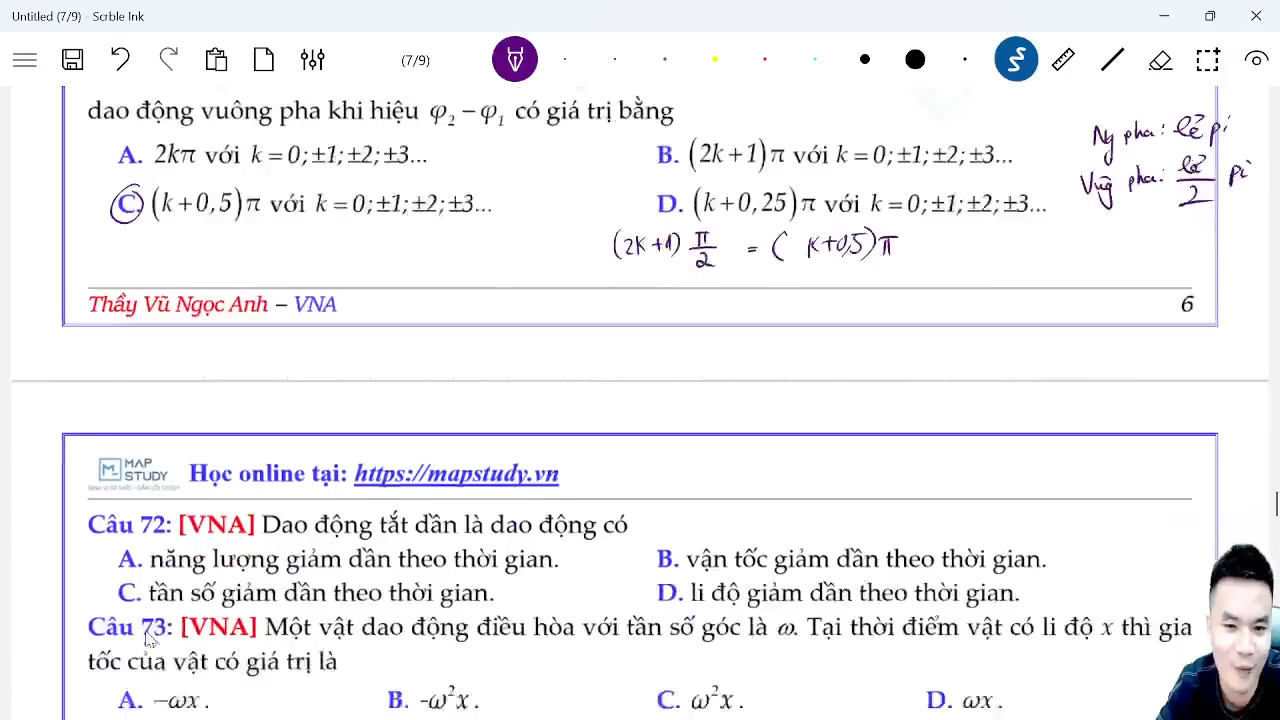 Untitled (7/9) - Scrble Ink
(7/9)
dao động vuông pha khi hiệu φ₂ − φ₁ có giá trị bằng
A. 2kπ với k = 0; ±1; ±2; ±3...
B. (2k + 1)π với k = 0; ±1; ±2; ±3...
C. (k + 0,5)π với k = 0; ±1; ±2; ±3...
D. (k + 0,25)π với k = 0; ±1; ±2; ±3...
Ng pha: lẻ pi
Vuông pha: lẻ/2 pi
(2k+1) π/2 = (k+0,5)π
Thầy Vũ Ngọc Anh – VNA
6
MAP STUDY
Học online tại: https://mapstudy.vn
Câu 72: [VNA] Dao động tắt dần là dao động có
A. năng lượng giảm dần theo thời gian.
B. vận tốc giảm dần theo thời gian.
C. tần số giảm dần theo thời gian.
D. li độ giảm dần theo thời gian.
Câu 73: [VNA] Một vật dao động điều hòa với tần số góc là ω. Tại thời điểm vật có li độ x thì gia
tốc của vật có giá trị là
A. −ωx.
B. -ω²x.
C. ω²x.
D. ωx.